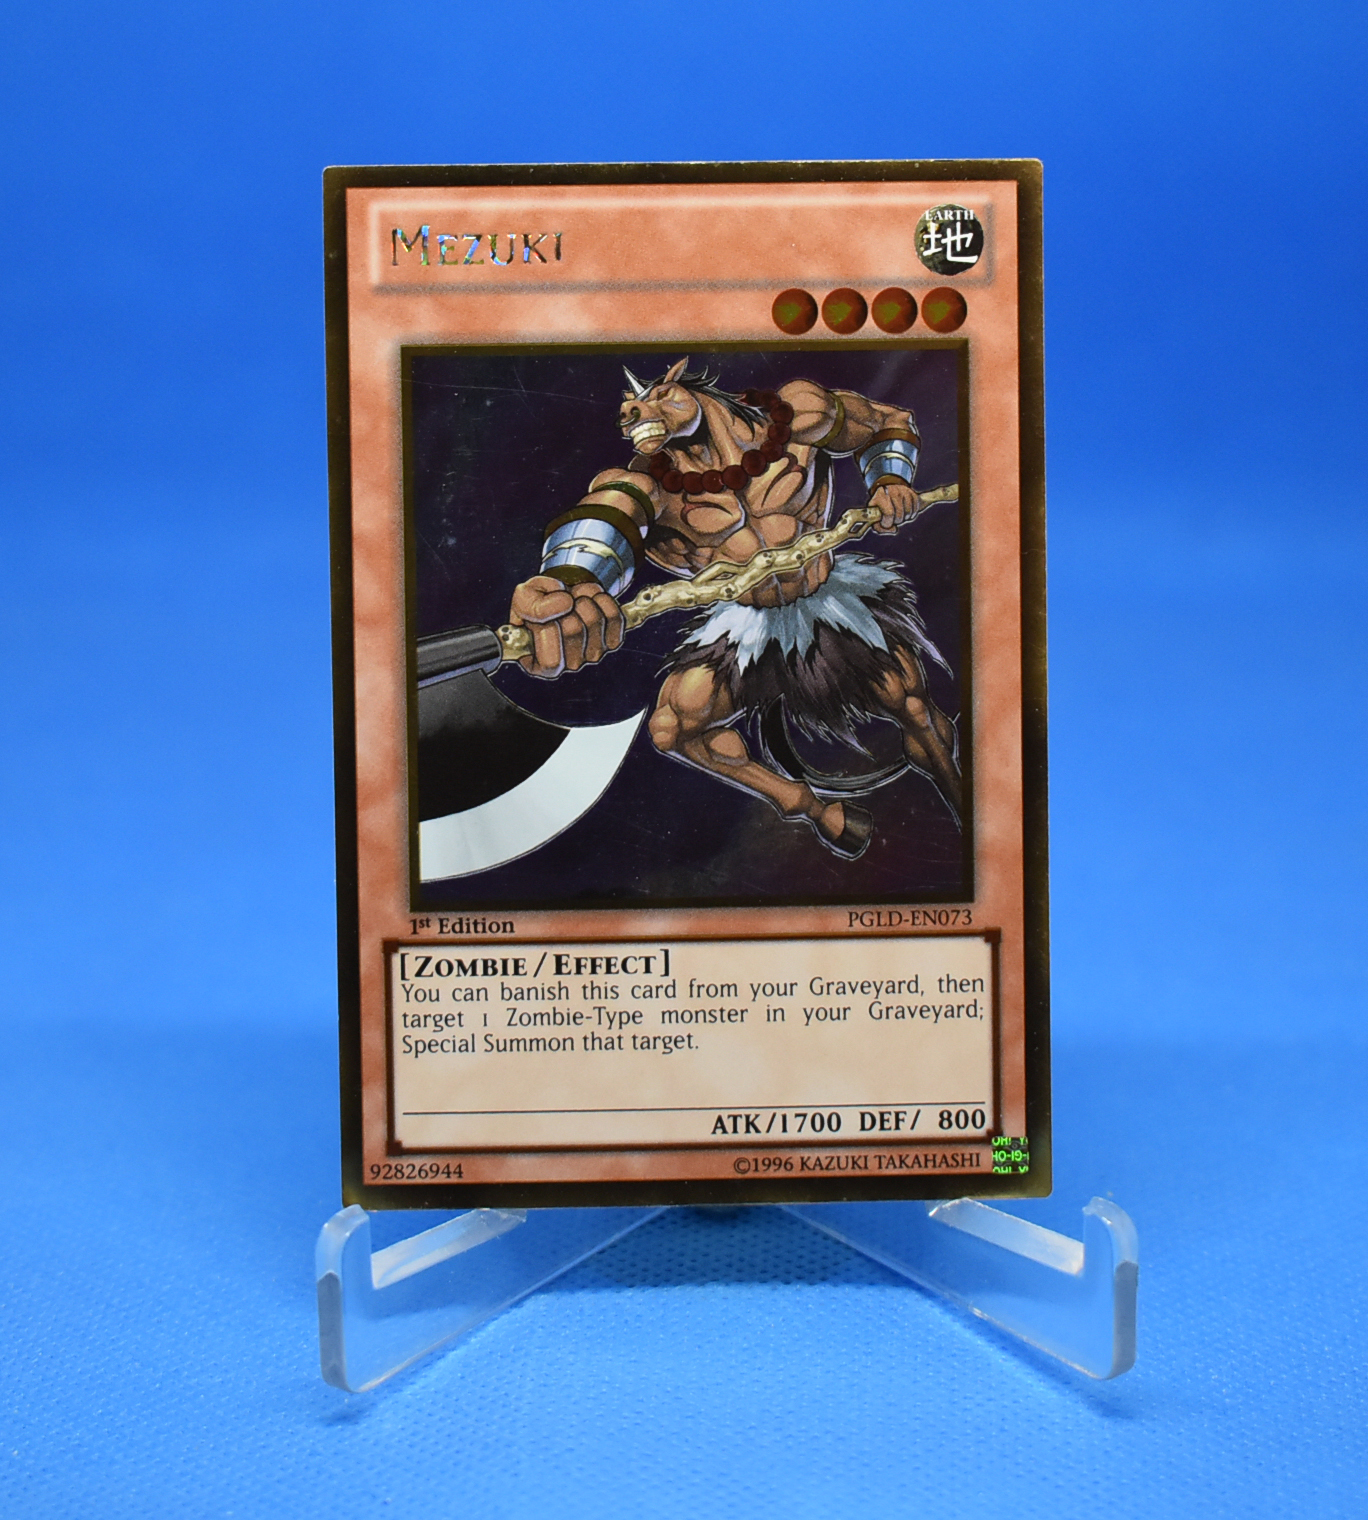 MEZUKI
EARTH
地
1st Edition
PGLD-EN073
[ZOMBIE/EFFECT]
You can banish this card from your Graveyard, then
target 1 Zombie-Type monster in your Graveyard;
Special Summon that target.
ATK/1700 DEF/ 800
92826944
©1996 KAZUKI TAKAHASHI